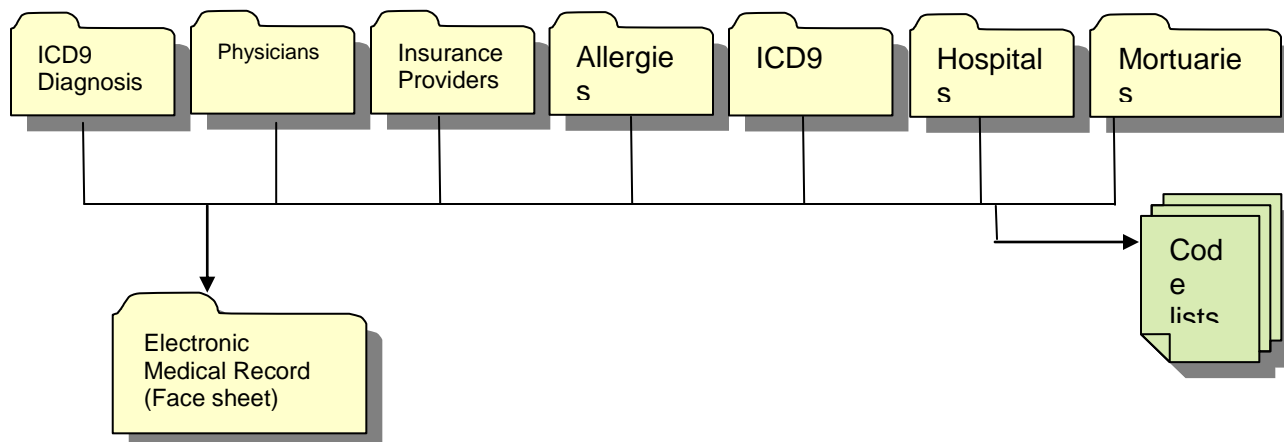 ICD9
Diagnosis
Physicians
Insurance
Providers
Allergie
s
ICD9
Hospital
s
Mortuarie
s
Cod
e
lists
Electronic
Medical Record
(Face sheet)